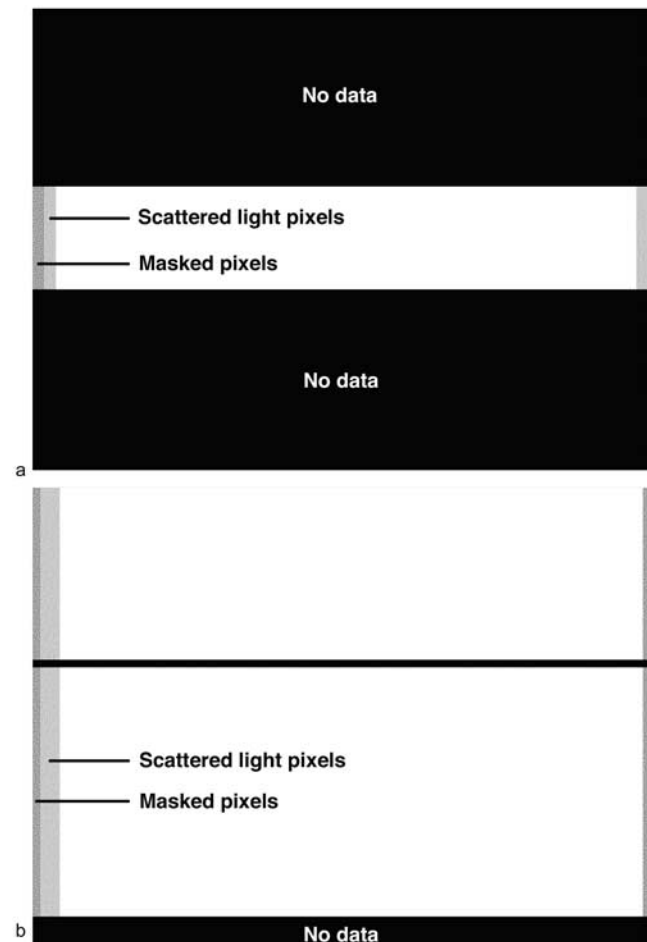 No data
Scattered light pixels
Masked pixels
No data
a
Scattered light pixels
Masked pixels
b
No data